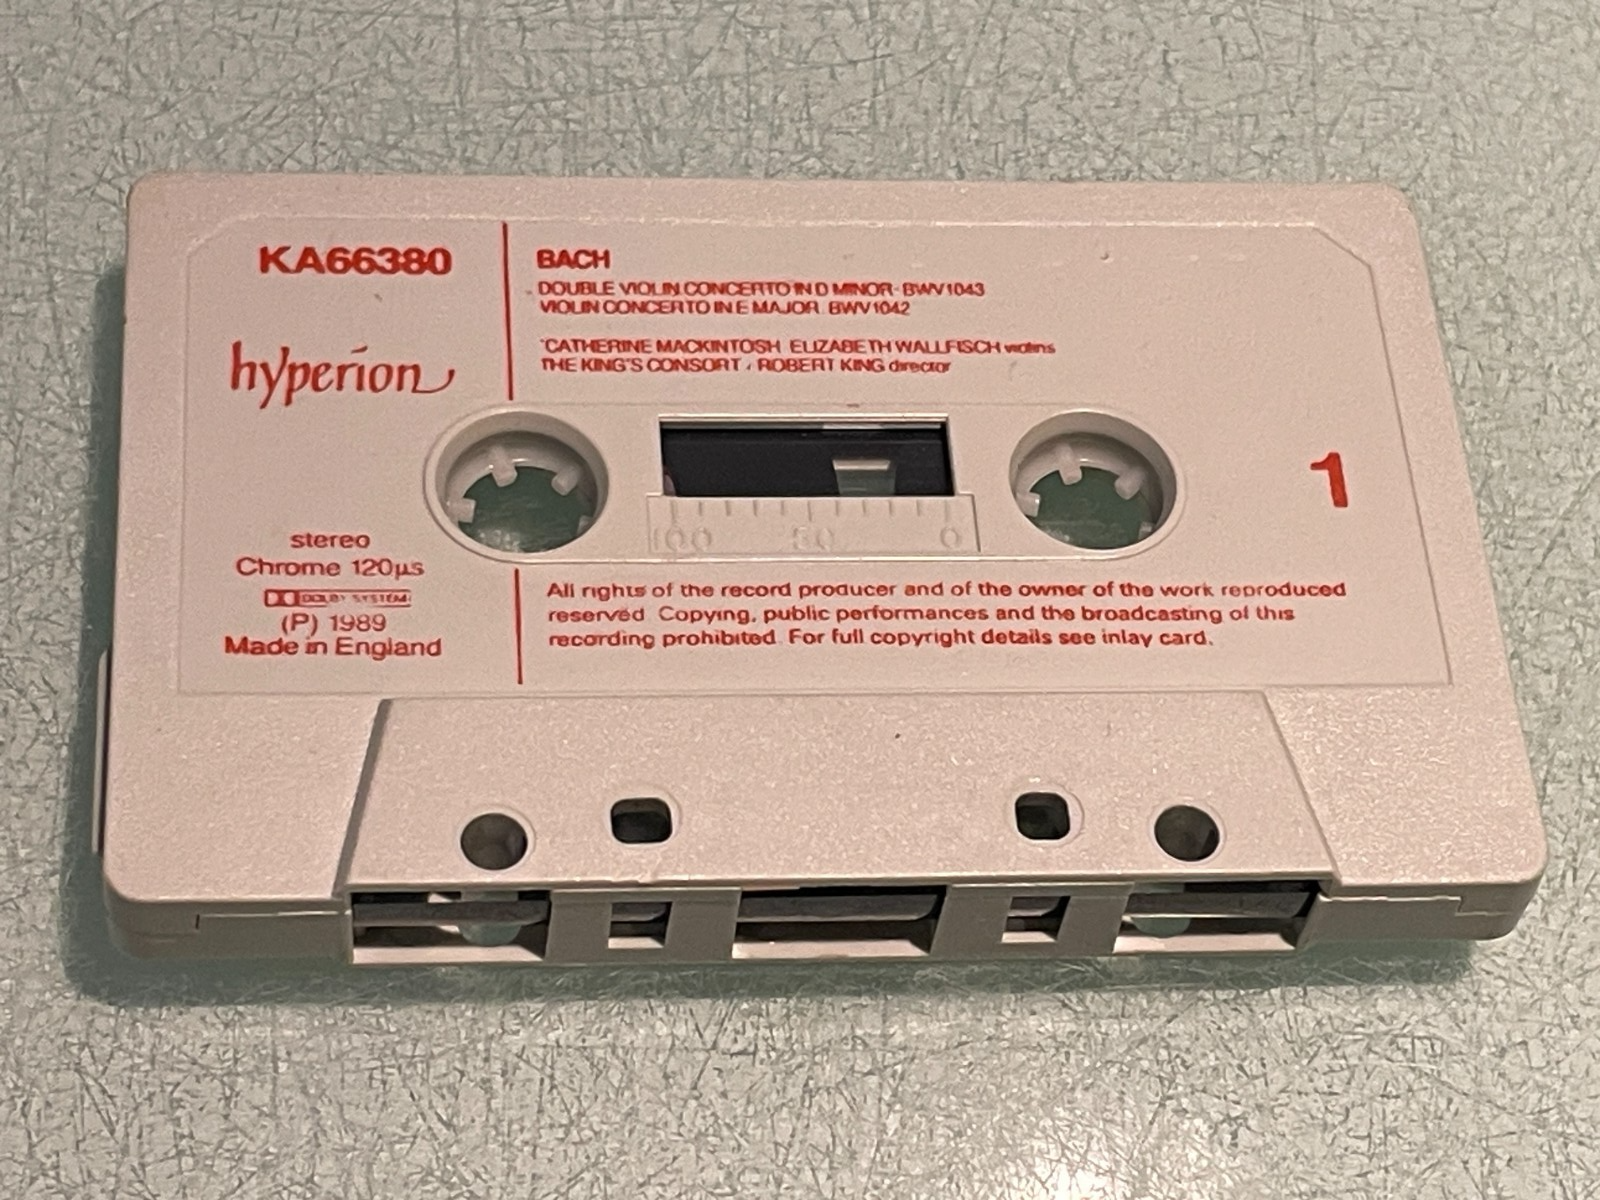 KA66380
hyperion
stereo
Chrome 120µs
DOLBY SYSTEM
(P) 1989
Made in England
BACH
DOUBLE VIOLIN CONCERTO IN D MINOR · BWV1043
VIOLIN CONCERTO IN E MAJOR BWV1042
CATHERINE MACKINTOSH ELIZABETH WALLFISCH violins
THE KING'S CONSORT / ROBERT KING director
100 50 0
1
All rights of the record producer and of the owner of the work reproduced
reserved Copying, public performances and the broadcasting of this
recording prohibited. For full copyright details see inlay card.